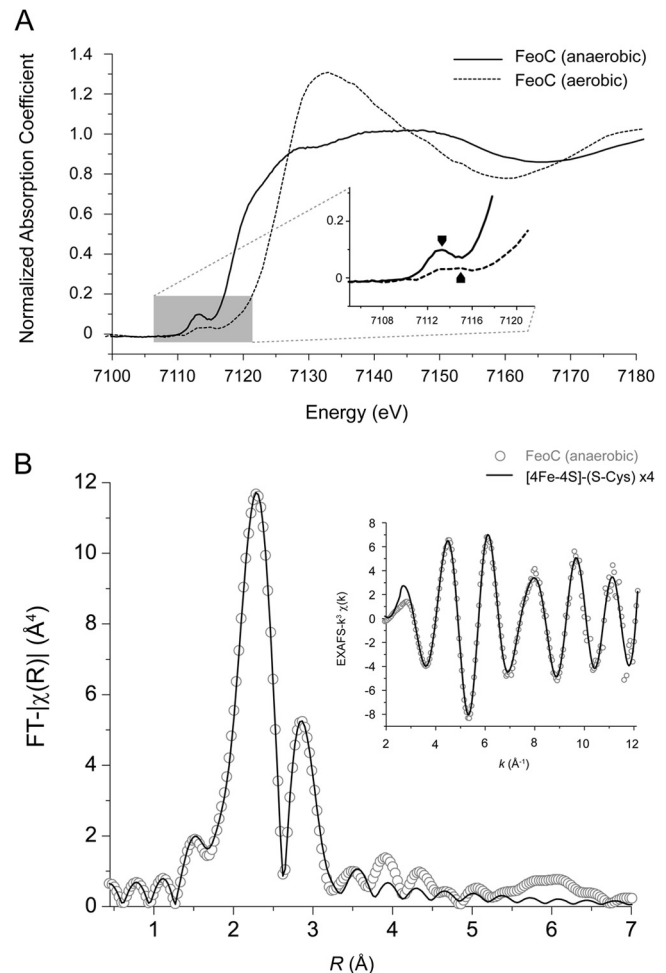 A
Normalized Absorption Coefficient
1.4
1.2
1.0
0.8
0.6
0.4
0.2
0
FeoC (anaerobic)
FeoC (aerobic)
0.2
0
7108 7112 7116 7120
7100 7110 7120 7130 7140 7150 7160 7170 7180
Energy (eV)
B
FeoC (anaerobic)
[4Fe-4S]-(S-Cys) x4
FT-|χ(R)| (Å⁴)
12
10
8
6
4
2
0
EXAFS-k³ χ(k)
8
6
4
2
0
-2
-4
-6
-8
2 4 6 8 10 12
k (Å⁻¹)
1 2 3 4 5 6 7
R (Å)